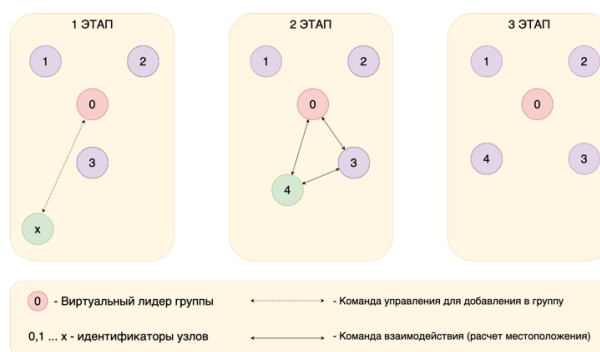 1 ЭТАП
1
2
0
3
x
2 ЭТАП
1
2
0
3
4
3 ЭТАП
1
2
0
4
3
0 - Виртуальный лидер группы
- Команда управления для добавления в группу
0,1 ... x - идентификаторы узлов
- Команда взаимодействия (расчет местоположения)